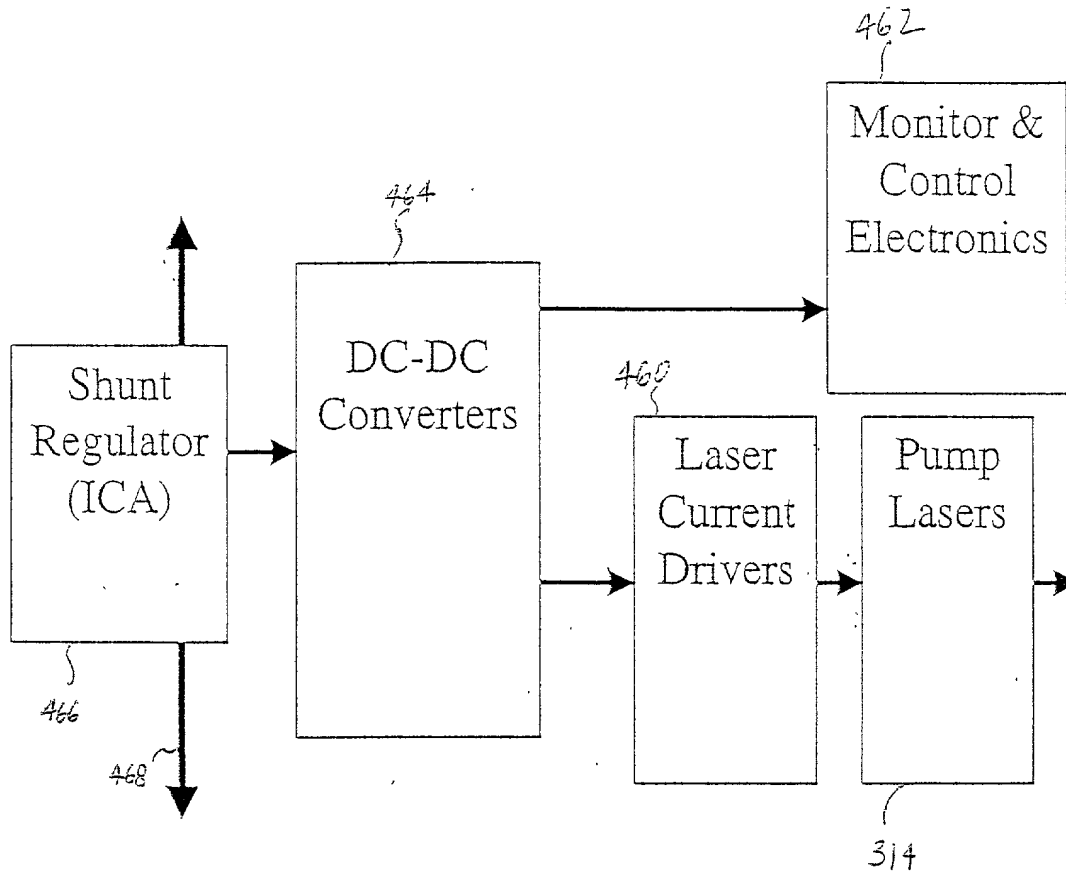 462
Monitor &
Control
Electronics
464
DC-DC
Converters
Shunt
Regulator
(ICA)
460
Laser
Current
Drivers
Pump
Lasers
466
468
314